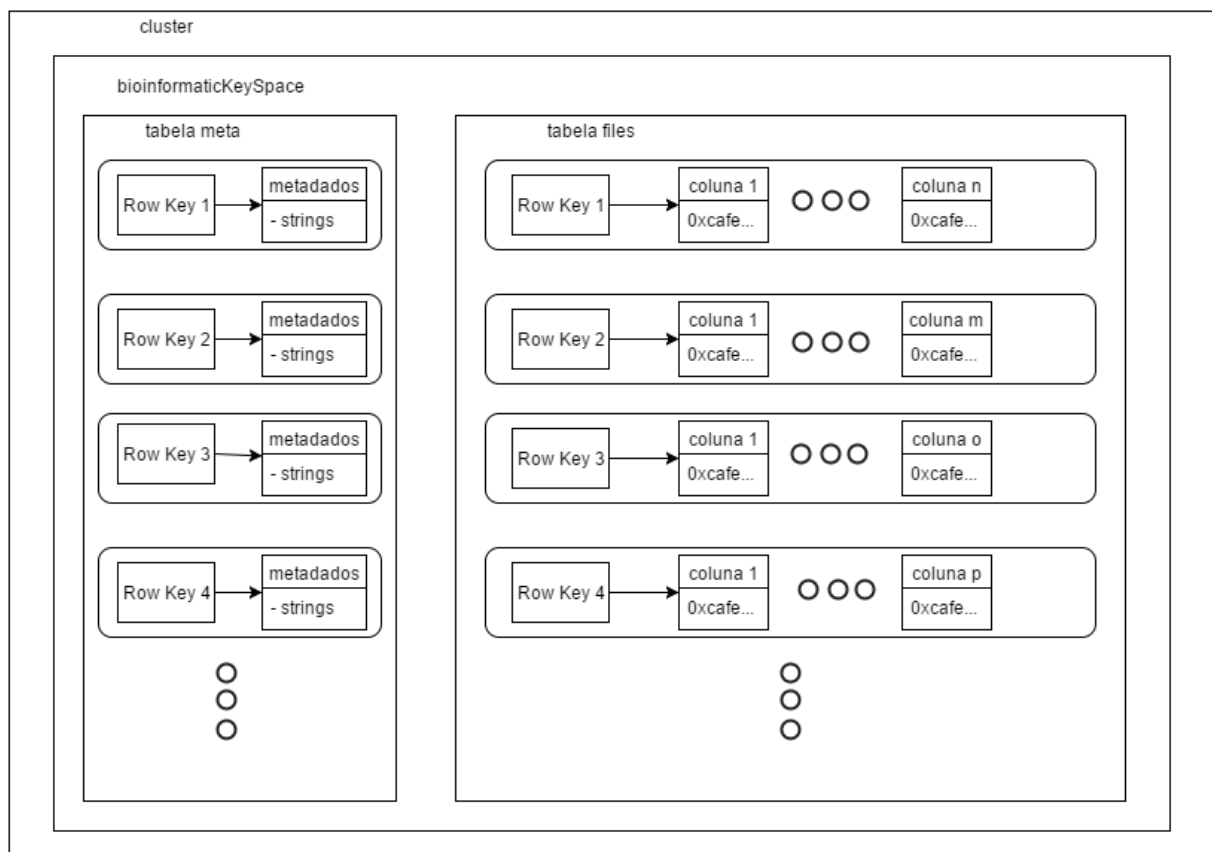 cluster
bioinformaticKeySpace
tabela meta
Row Key 1
metadados
- strings
Row Key 2
metadados
- strings
Row Key 3
metadados
- strings
Row Key 4
metadados
- strings
tabela files
Row Key 1
coluna 1
0xcafe...
coluna n
0xcafe...
Row Key 2
coluna 1
0xcafe...
coluna m
0xcafe...
Row Key 3
coluna 1
0xcafe...
coluna o
0xcafe...
Row Key 4
coluna 1
0xcafe...
coluna p
0xcafe...